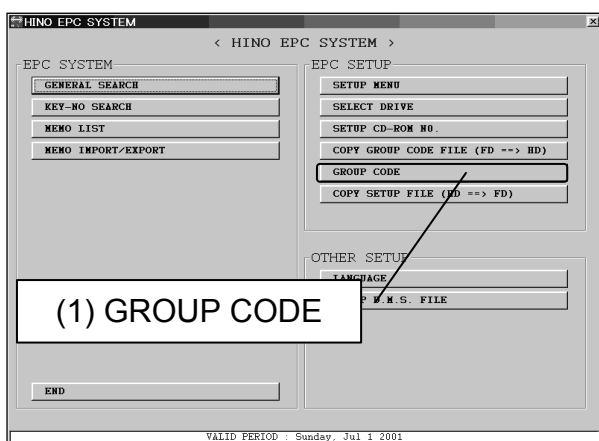 HINO EPC SYSTEM
< HINO EPC SYSTEM >
EPC SYSTEM
GENERAL SEARCH
KEY-NO SEARCH
MEMO LIST
MEMO IMPORT/EXPORT
END
EPC SETUP
SETUP MENU
SELECT DRIVE
SETUP CD-ROM NO.
COPY GROUP CODE FILE (FD ==> HD)
GROUP CODE
COPY SETUP FILE (HD ==> FD)
OTHER SETUP
LANGUAGE
D.M.S. FILE
(1) GROUP CODE
VALID PERIOD : Sunday, Jul 1 2001